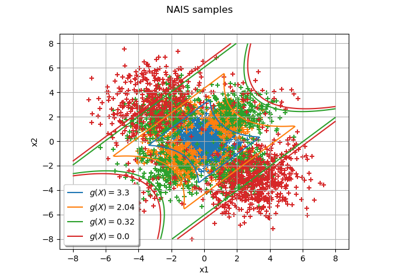 NAIS samples
8
6
4
2
0
−2
−4
−6
−8
x2
g(X) = 3.3
g(X) = 2.04
g(X) = 0.32
g(X) = 0.0
−8 −6 −4 −2 0 2 4 6 8
x1